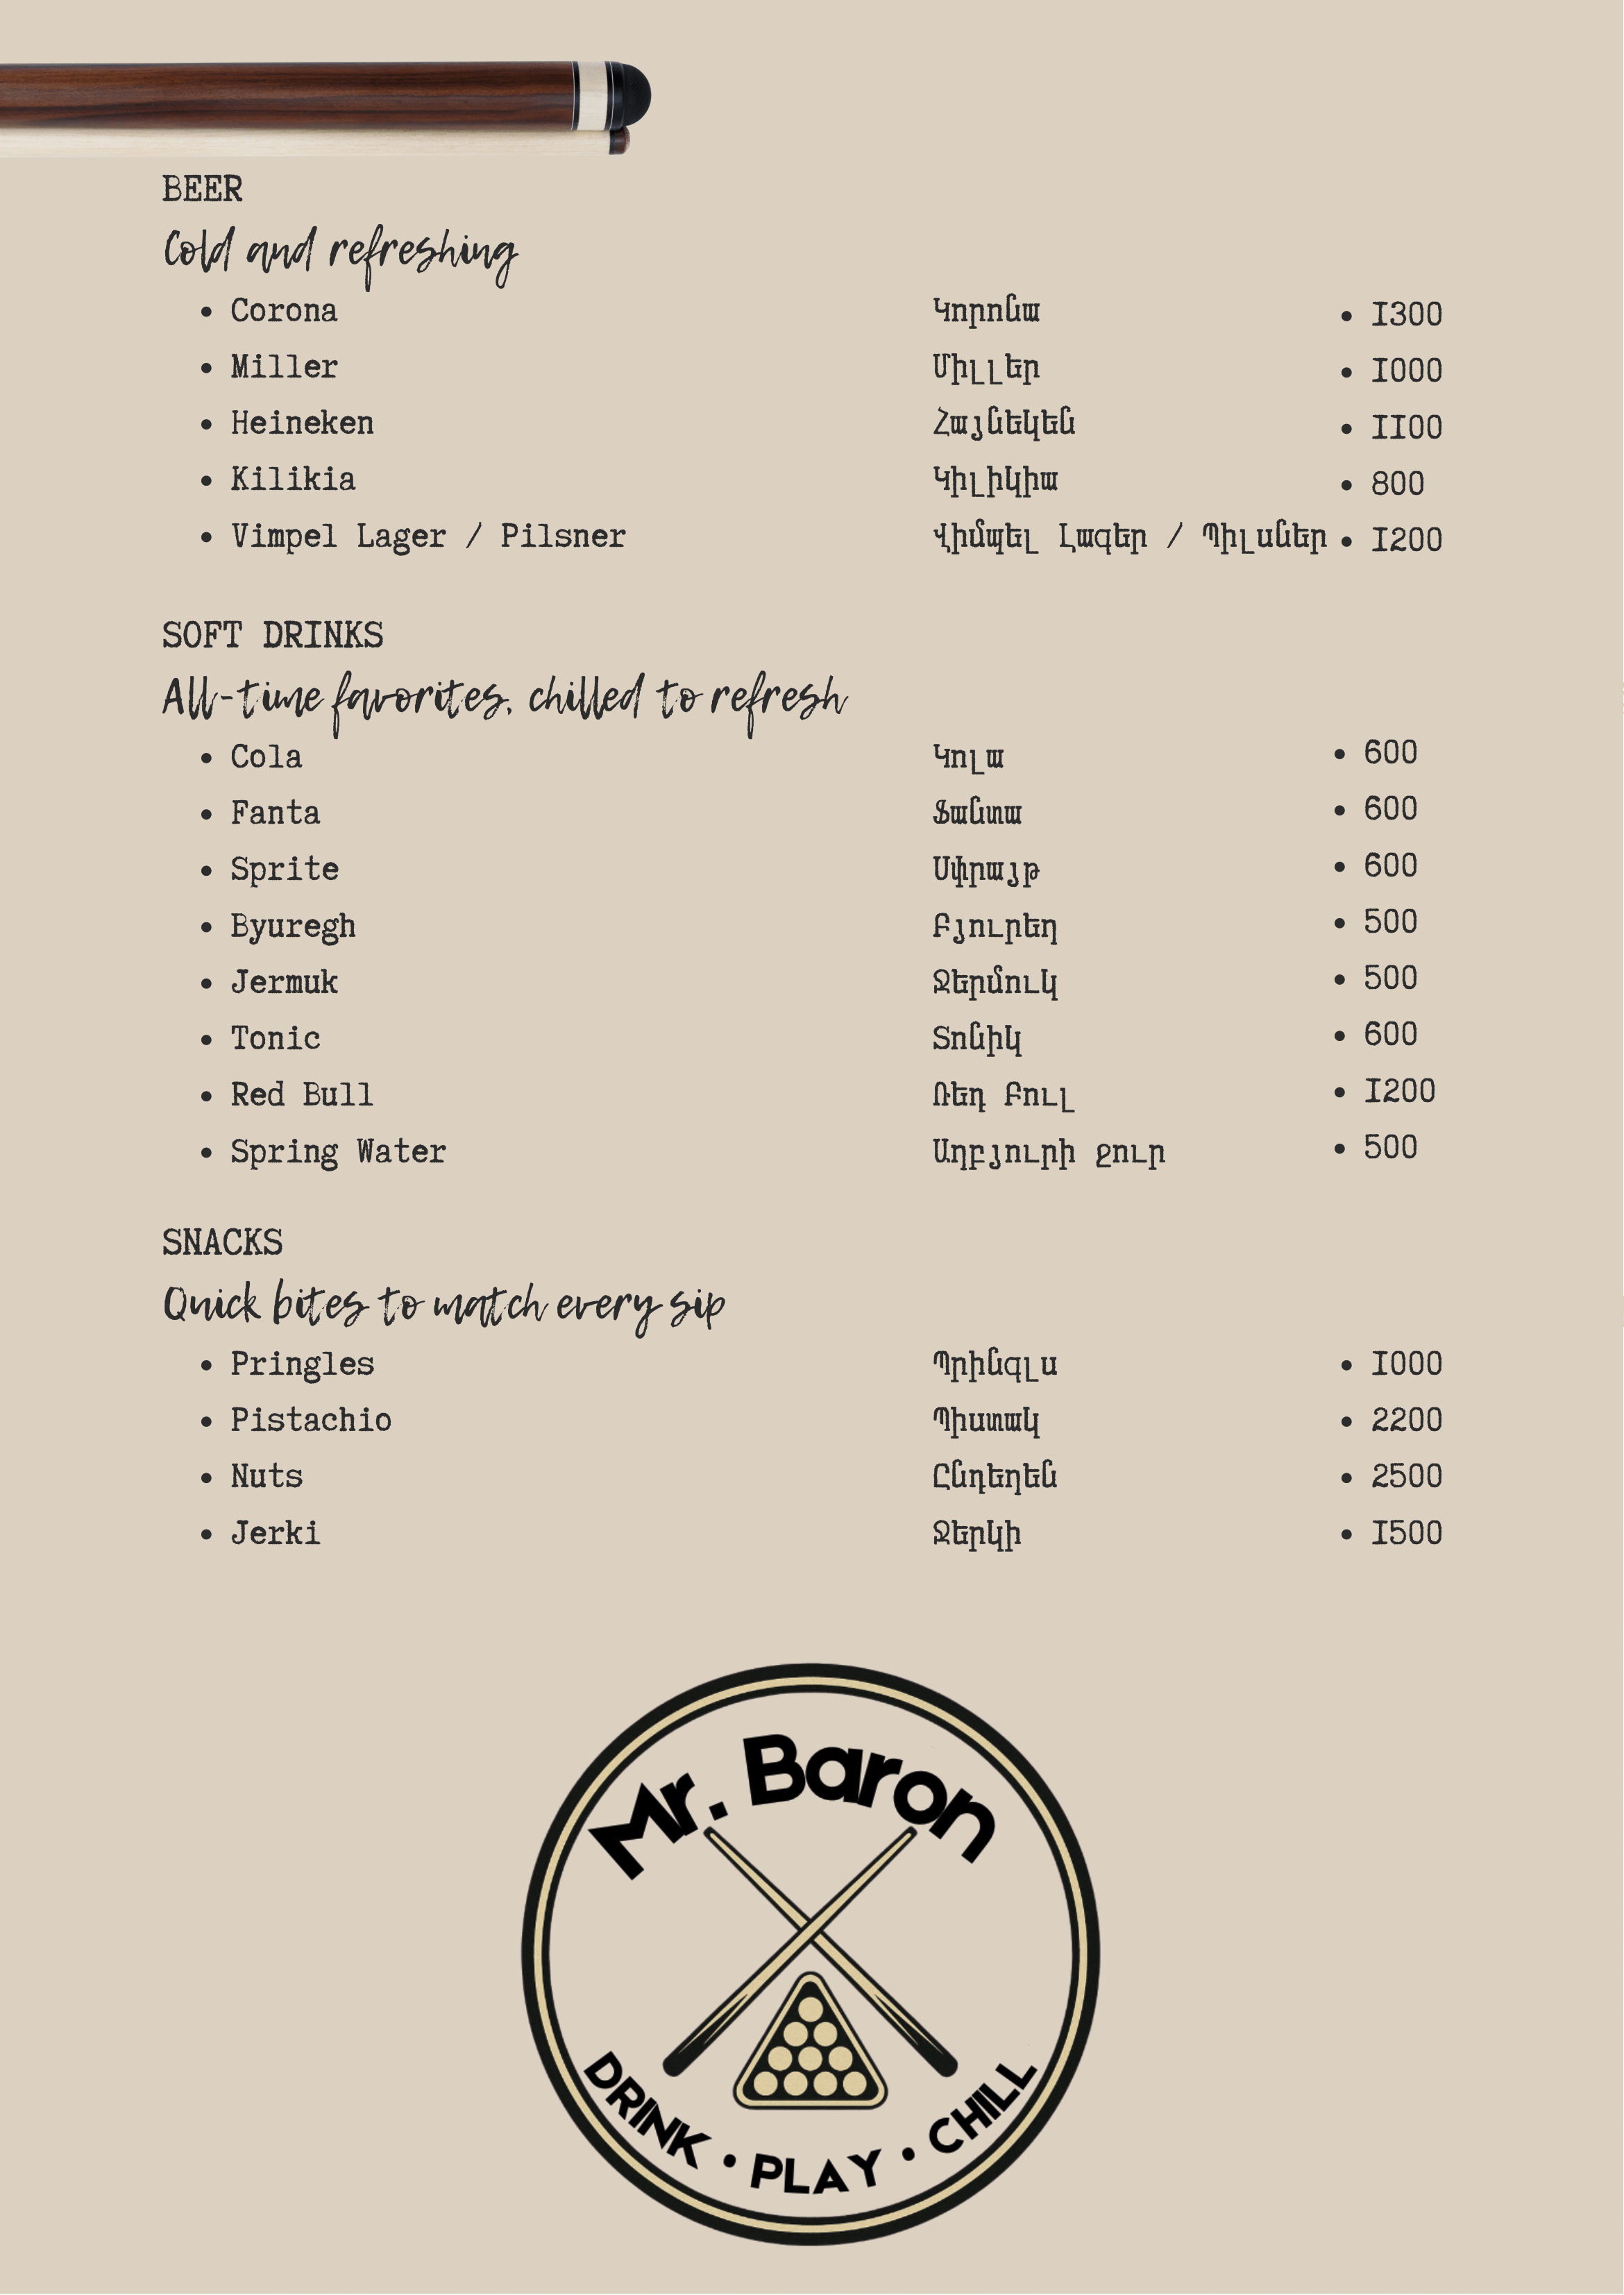 BEER
Cold and refreshing
• Corona Կորոնա • 1300
• Miller Միլլեր • 1000
• Heineken Հայնեկեն • 1100
• Kilikia Կիլիկիա • 800
• Vimpel Lager / Pilsner Վիմպել Լագեր / Պիլսներ • 1200
SOFT DRINKS
All-time favorites, chilled to refresh
• Cola Կոլա • 600
• Fanta Ֆանտա • 600
• Sprite Սփրայթ • 600
• Byuregh Բյուրեղ • 500
• Jermuk Ջերմուկ • 500
• Tonic Տոնիկ • 600
• Red Bull Ռեդ Բուլ • 1200
• Spring Water Աղբյուրի ջուր • 500
SNACKS
Quick bites to match every sip
• Pringles Պրինգլս • 1000
• Pistachio Պիստակ • 2200
• Nuts Ընդեղեն • 2500
• Jerki Ջերկի • 1500
Mr. Baron
DRINK • PLAY • CHILL